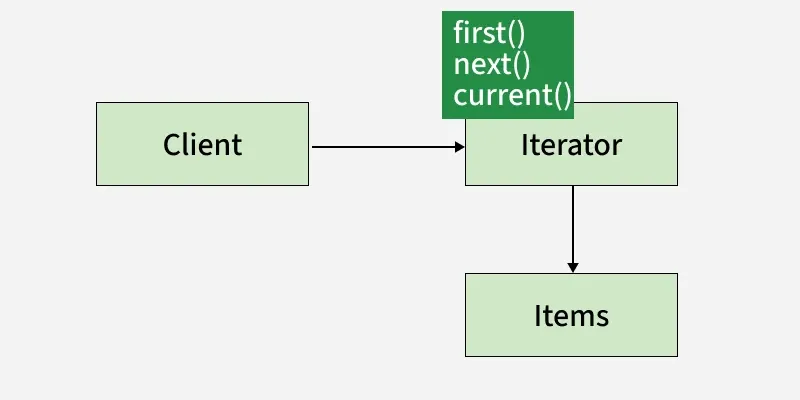 first()
next()
current()
Client
Iterator
Items